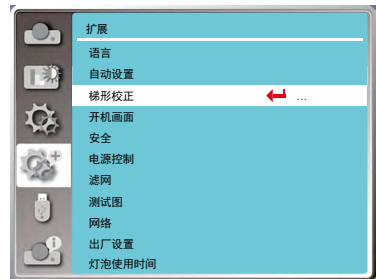 扩展
语言
自动设置
梯形校正 ...
开机画面
安全
电源控制
滤网
测试图
网络
出厂设置
灯泡使用时间